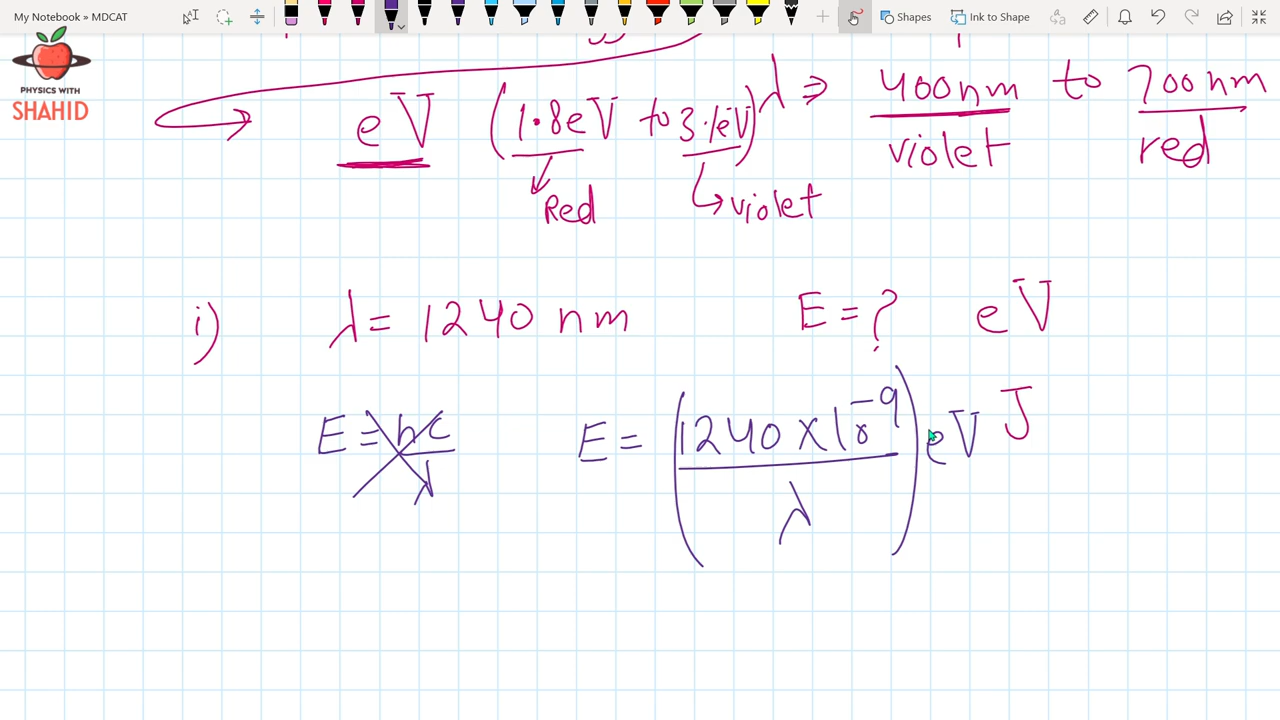 My Notebook » MDCAT
Shapes
Ink to Shape
PHYSICS WITH
SHAHID
eV (1.8eV to 3.1eV) λ ⇒ 400nm to 700nm
violet red
Red violet
i) λ = 1240 nm E = ? eV
E = hc/λ E = (1240 × 10⁻⁹/λ) eV J